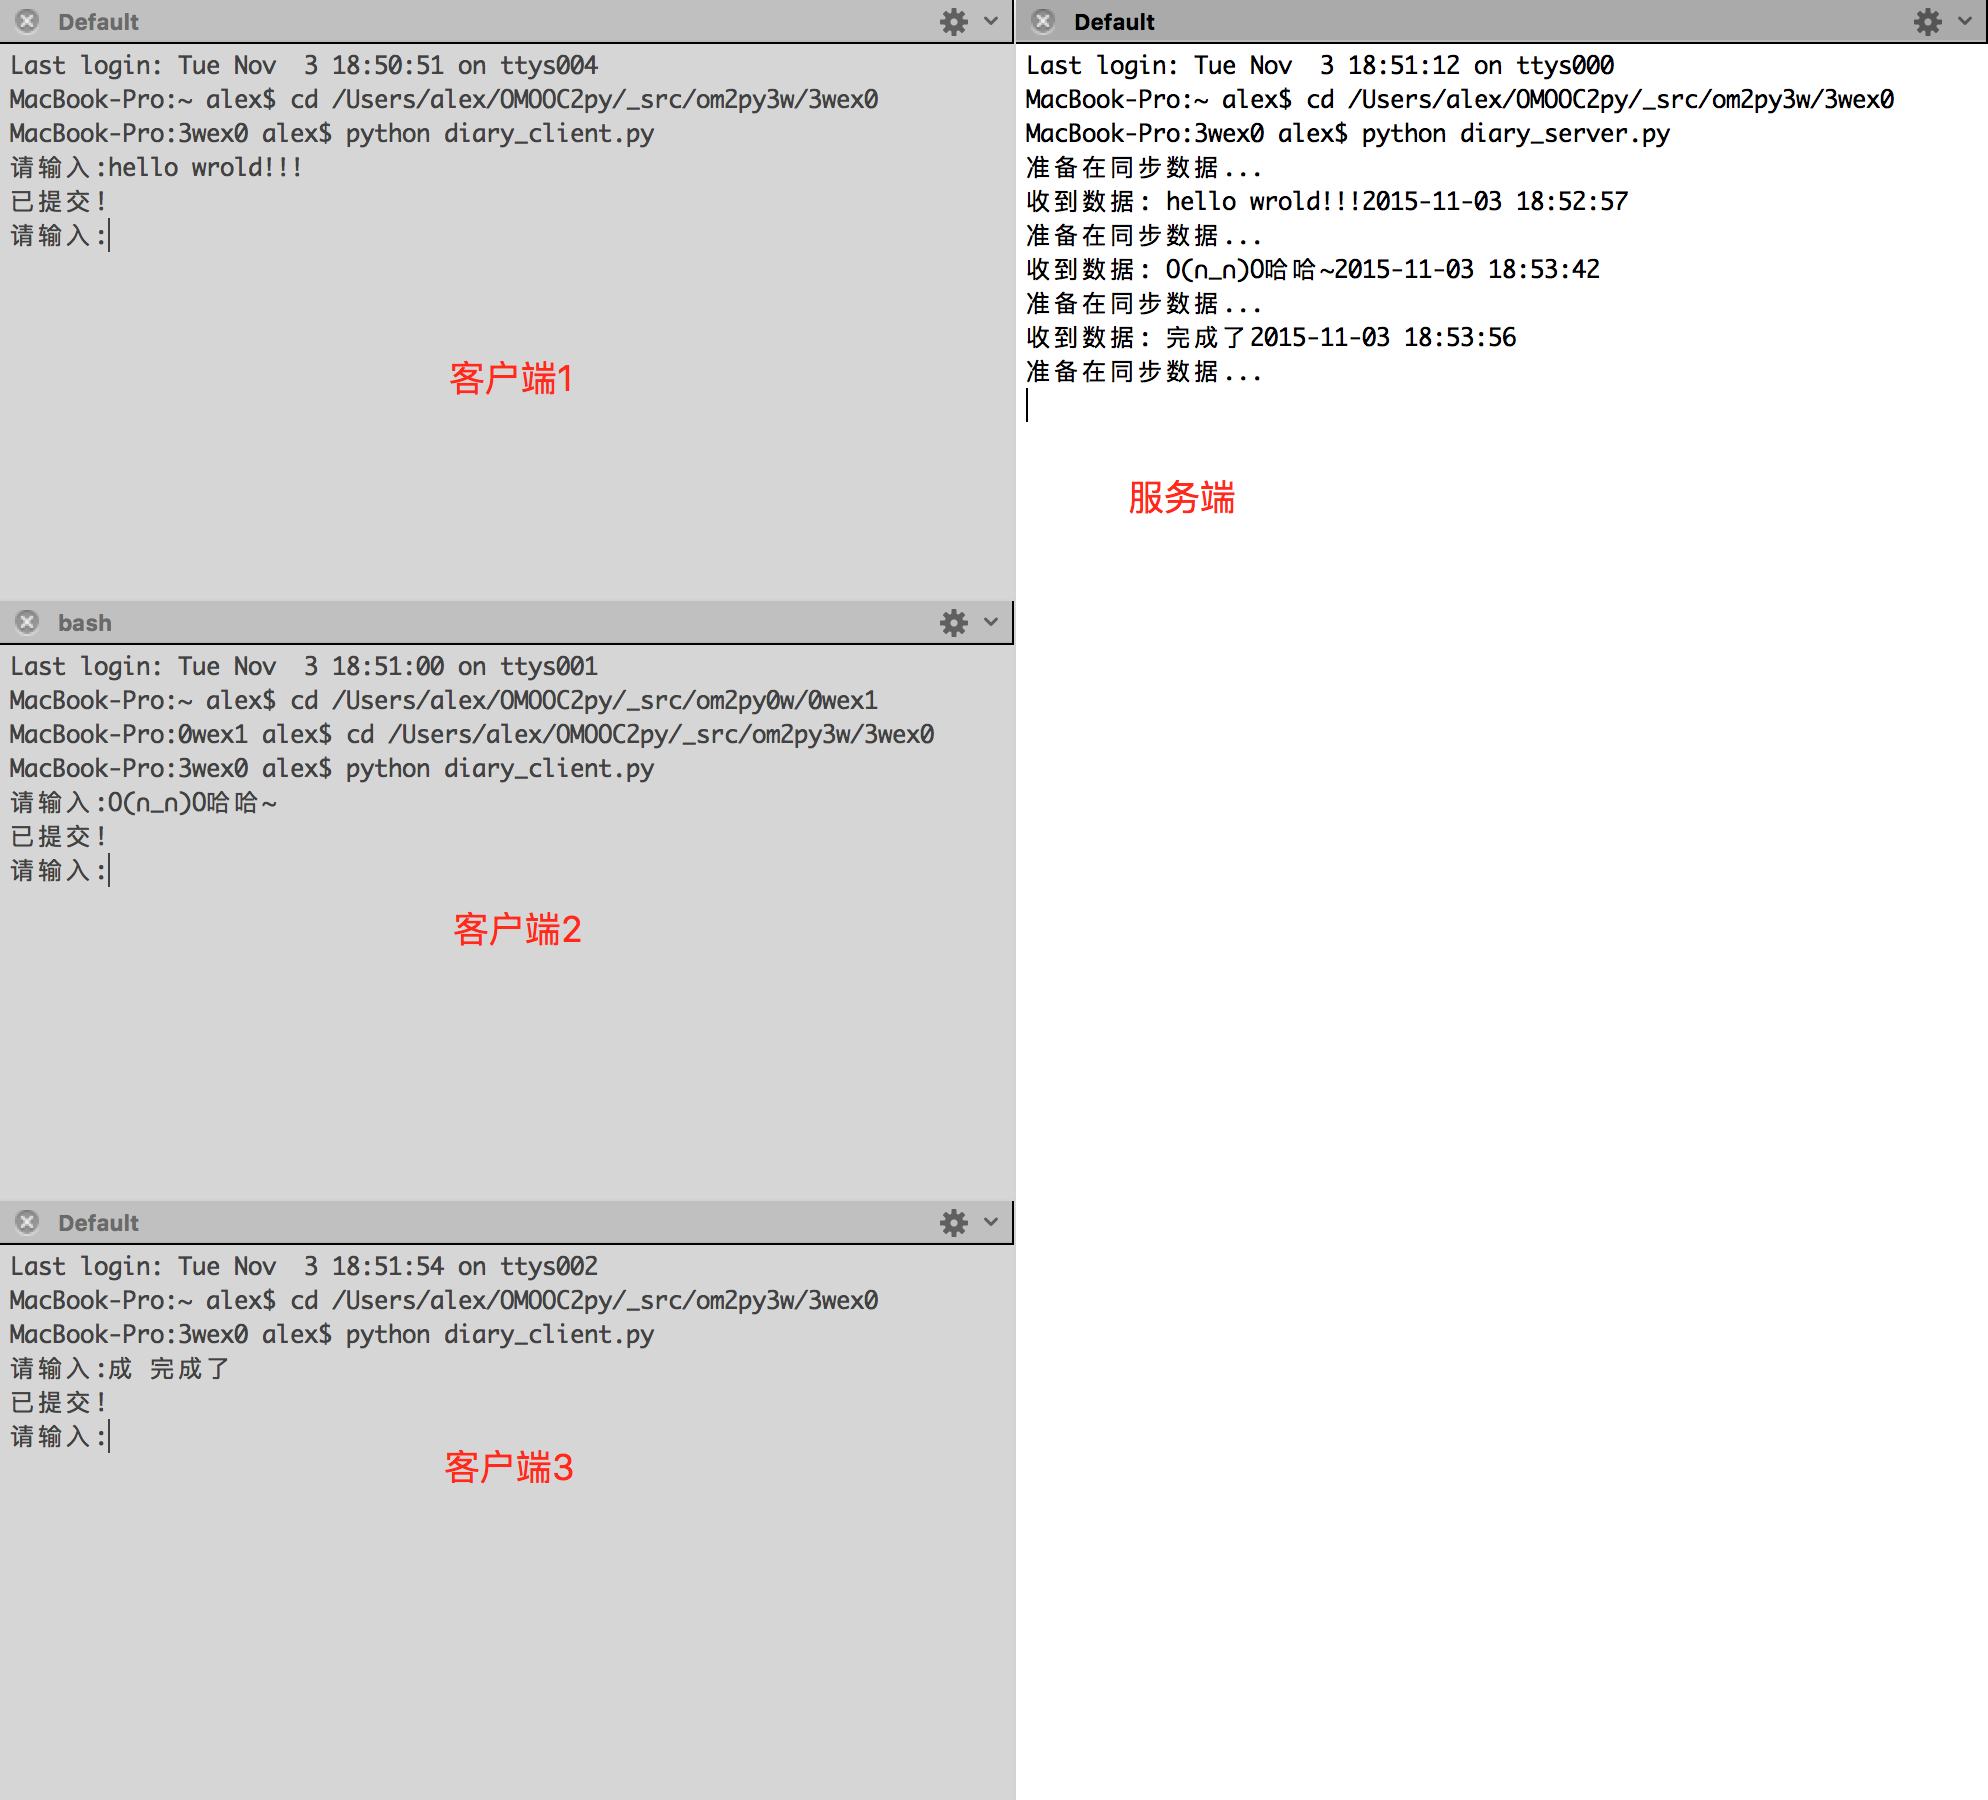 Default
Last login: Tue Nov  3 18:50:51 on ttys004
MacBook-Pro:~ alex$ cd /Users/alex/OMOOC2py/_src/om2py3w/3wex0
MacBook-Pro:3wex0 alex$ python diary_client.py
请输入:hello wrold!!!
已提交!
请输入:
客户端1
bash
Last login: Tue Nov  3 18:51:00 on ttys001
MacBook-Pro:~ alex$ cd /Users/alex/OMOOC2py/_src/om2py0w/0wex1
MacBook-Pro:0wex1 alex$ cd /Users/alex/OMOOC2py/_src/om2py3w/3wex0
MacBook-Pro:3wex0 alex$ python diary_client.py
请输入:O(∩_∩)O哈哈~
已提交!
请输入:
客户端2
Default
Last login: Tue Nov  3 18:51:54 on ttys002
MacBook-Pro:~ alex$ cd /Users/alex/OMOOC2py/_src/om2py3w/3wex0
MacBook-Pro:3wex0 alex$ python diary_client.py
请输入:成 完成了
已提交!
请输入:
客户端3
Default
Last login: Tue Nov  3 18:51:12 on ttys000
MacBook-Pro:~ alex$ cd /Users/alex/OMOOC2py/_src/om2py3w/3wex0
MacBook-Pro:3wex0 alex$ python diary_server.py
准备在同步数据...
收到数据: hello wrold!!!2015-11-03 18:52:57
准备在同步数据...
收到数据: O(∩_∩)O哈哈~2015-11-03 18:53:42
准备在同步数据...
收到数据: 完成了2015-11-03 18:53:56
准备在同步数据...
服务端